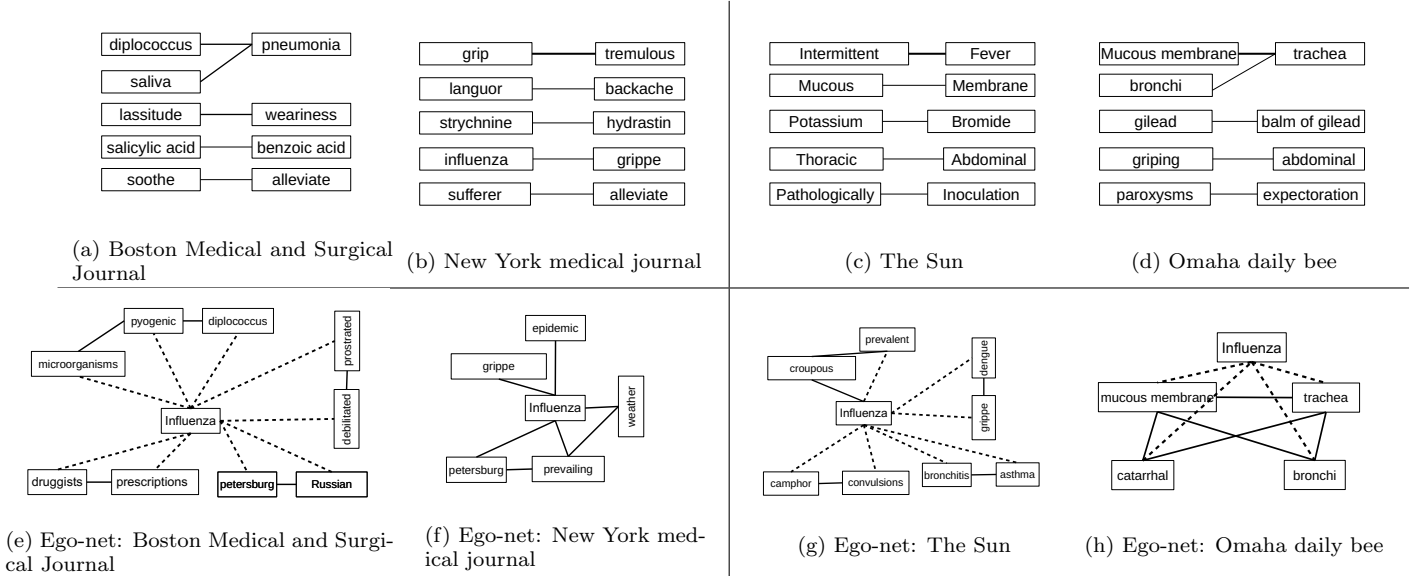 diplococcus
pneumonia
saliva
lassitude
weariness
salicylic acid
benzoic acid
soothe
alleviate
(a) Boston Medical and Surgical
Journal
grip
tremulous
languor
backache
strychnine
hydrastin
influenza
grippe
sufferer
alleviate
(b) New York medical journal
Intermittent
Fever
Mucous
Membrane
Potassium
Bromide
Thoracic
Abdominal
Pathologically
Inoculation
(c) The Sun
Mucous membrane
trachea
bronchi
gilead
balm of gilead
griping
abdominal
paroxysms
expectoration
(d) Omaha daily bee
pyogenic
diplococcus
microorganisms
prostrated
debilitated
Influenza
druggists
prescriptions
petersburg
Russian
(e) Ego-net: Boston Medical and Surgi-
cal Journal
epidemic
grippe
Influenza
weather
petersburg
prevailing
(f) Ego-net: New York med-
ical journal
prevalent
croupous
dengue
grippe
Influenza
camphor
convulsions
bronchitis
asthma
(g) Ego-net: The Sun
Influenza
mucous membrane
trachea
catarrhal
bronchi
(h) Ego-net: Omaha daily bee